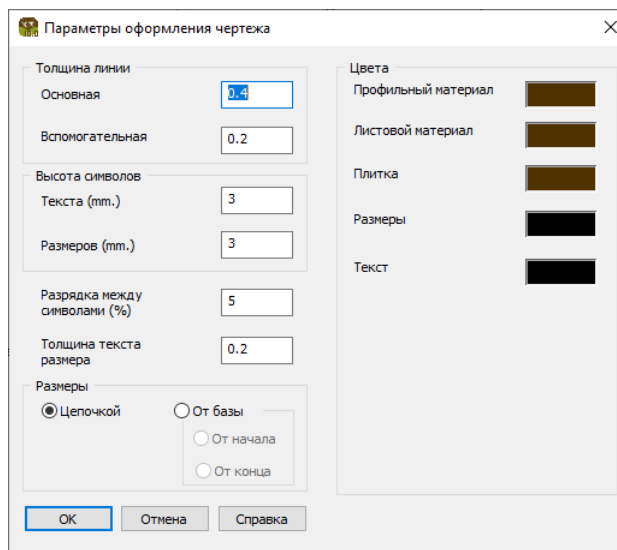 Параметры оформления чертежа
Толщина линии
Основная 0.4
Вспомогательная 0.2
Высота символов
Текста (mm.) 3
Размеров (mm.) 3
Разрядка между
символами (%) 5
Толщина текста
размера 0.2
Размеры
Цепочкой От базы
От начала
От конца
OK Отмена Справка
Цвета
Профильный материал
Листовой материал
Плитка
Размеры
Текст